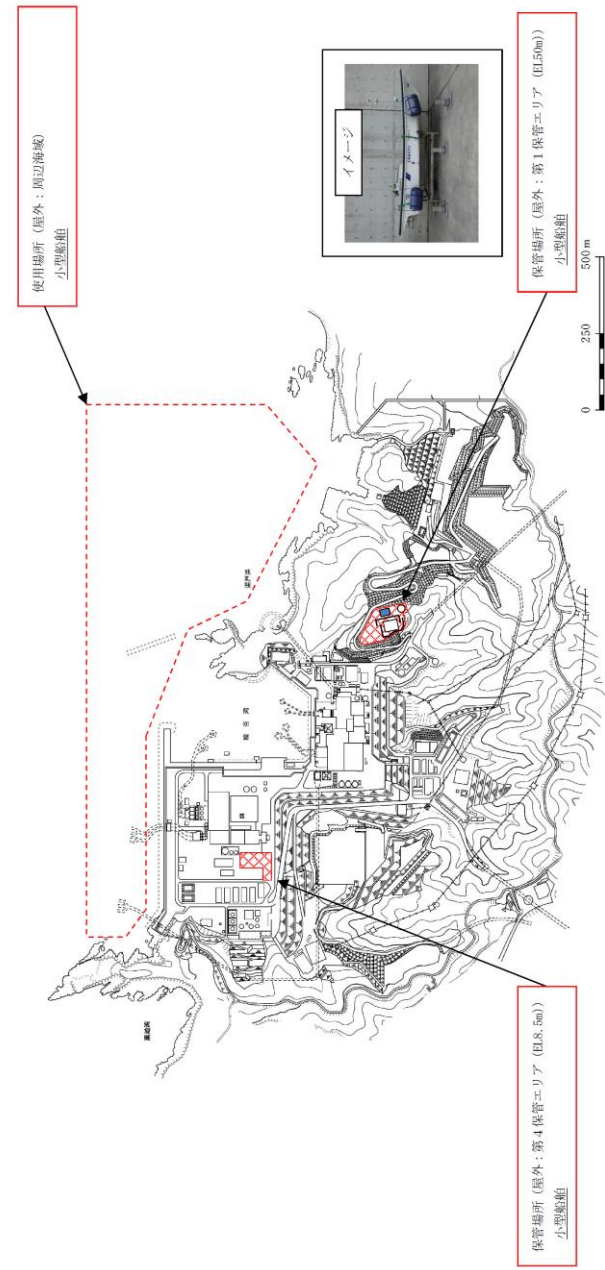 使用場所（屋外：周辺海域）
小型船舶
イメージ
保管場所（屋外：第1保管エリア（EL50m））
小型船舶
0 250 500 m
保管場所（屋外：第4保管エリア（EL8.5m））
小型船舶